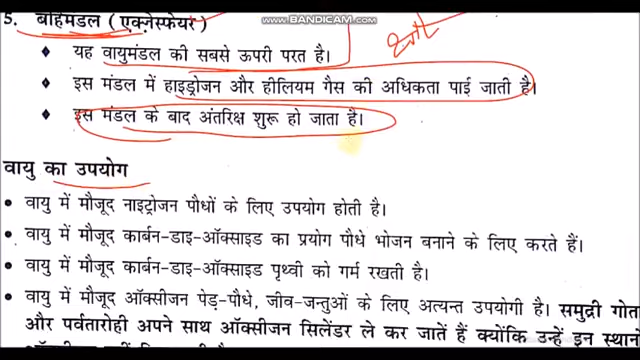 www.BANDICAM.com
5. बहिर्मंडल (एक्नेस्फेयर)
♦ यह वायुमंडल की सबसे ऊपरी परत है।
♦ इस मंडल में हाइड्रोजन और हीलियम गैस की अधिकता पाई जाती है।
♦ इस मंडल के बाद अंतरिक्ष शुरू हो जाता है।
वायु का उपयोग
• वायु में मौजूद नाइट्रोजन पौधों के लिए उपयोग होती है।
• वायु में मौजूद कार्बन-डाइ-ऑक्साइड का प्रयोग पौधे भोजन बनाने के लिए करते हैं।
• वायु में मौजूद कार्बन-डाइ-ऑक्साइड पृथ्वी को गर्म रखती है।
• वायु में मौजूद ऑक्सीजन पेड़-पौधे, जीव-जन्तुओं के लिए अत्यन्त उपयोगी है। समुद्री गोता
और पर्वतारोही अपने साथ ऑक्सीजन सिलेंडर ले कर जातें हैं क्योंकि उन्हें इन स्थान